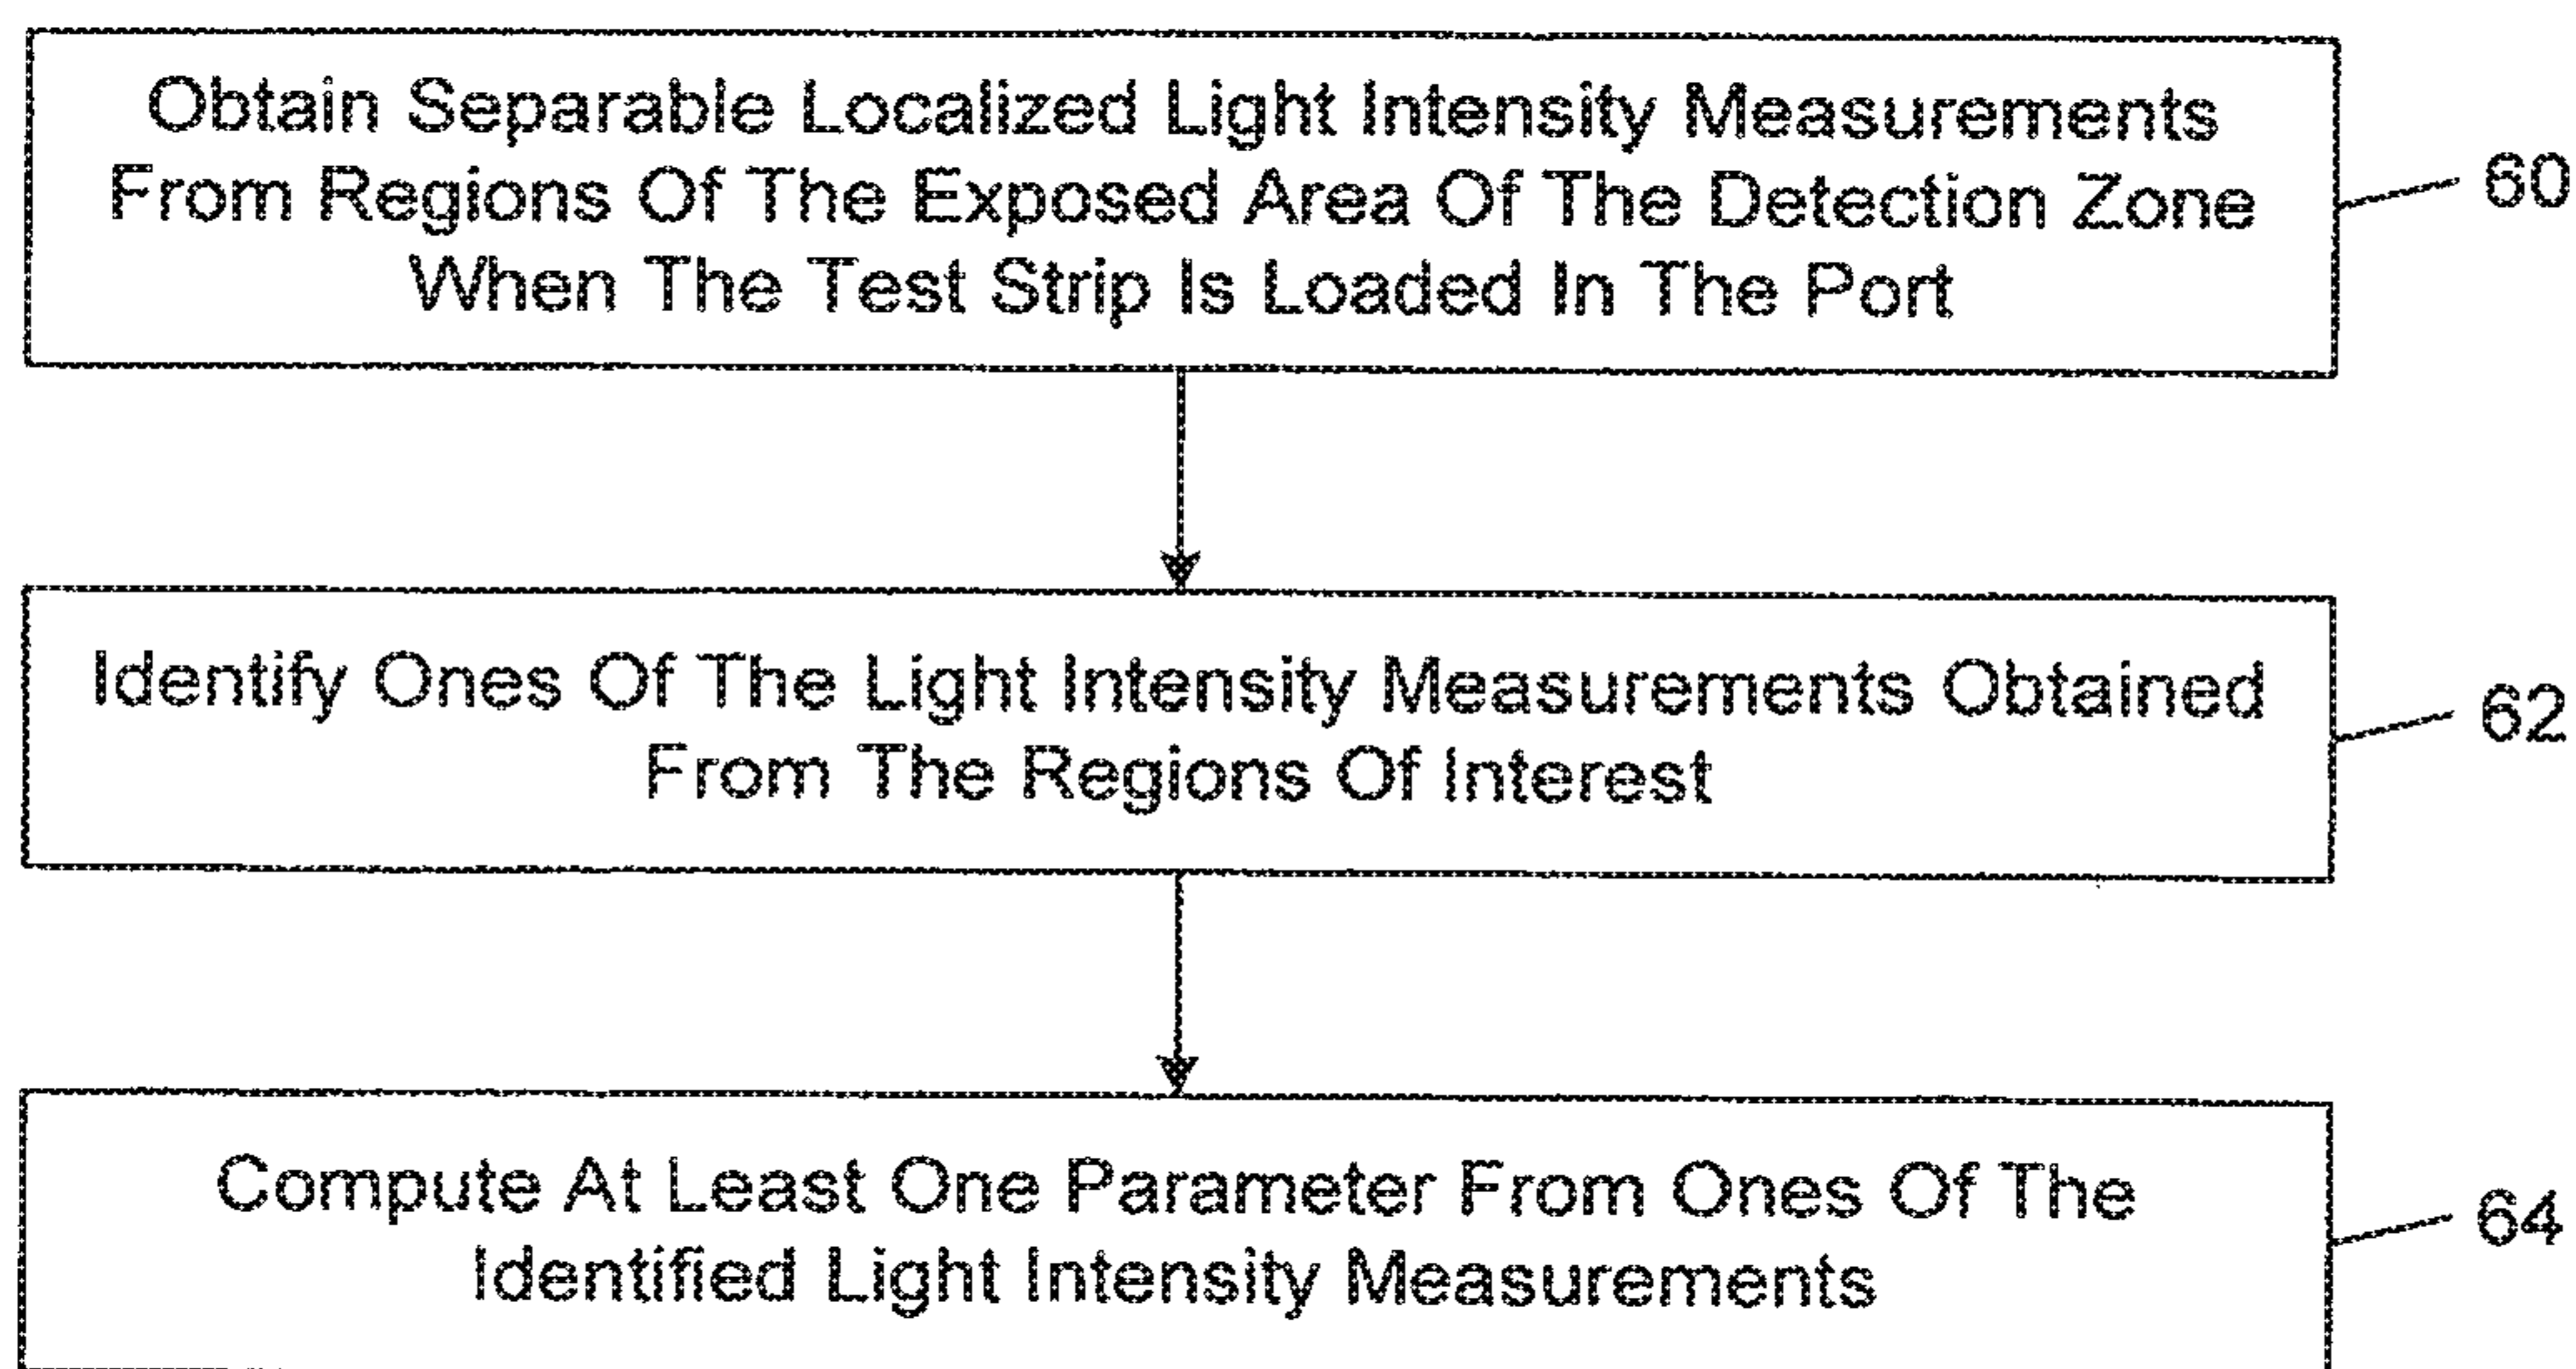 Obtain Separable Localized Light Intensity Measurements
From Regions Of The Exposed Area Of The Detection Zone
When The Test Strip Is Loaded In The Port
60
Identify Ones Of The Light Intensity Measurements Obtained
From The Regions Of Interest
62
Compute At Least One Parameter From Ones Of The
Identified Light Intensity Measurements
64